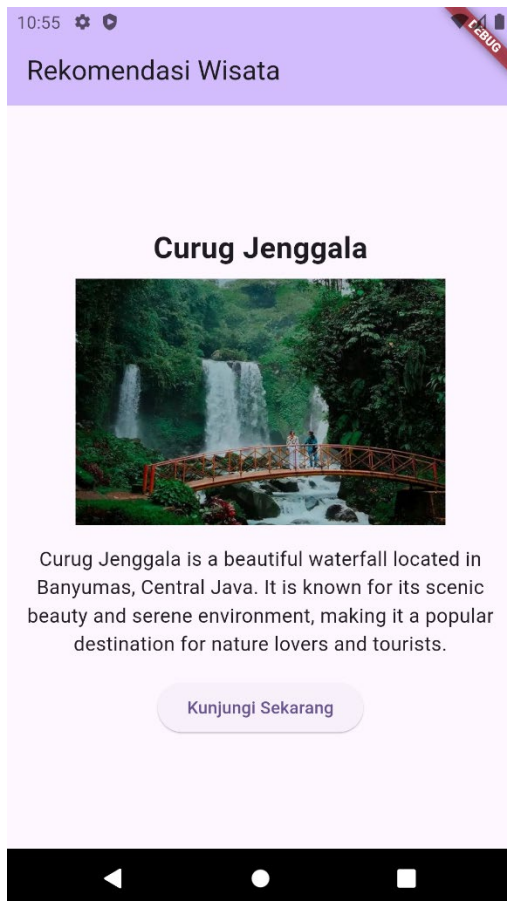 10:55
DEBUG
Rekomendasi Wisata
Curug Jenggala
Curug Jenggala is a beautiful waterfall located in
Banyumas, Central Java. It is known for its scenic
beauty and serene environment, making it a popular
destination for nature lovers and tourists.
Kunjungi Sekarang